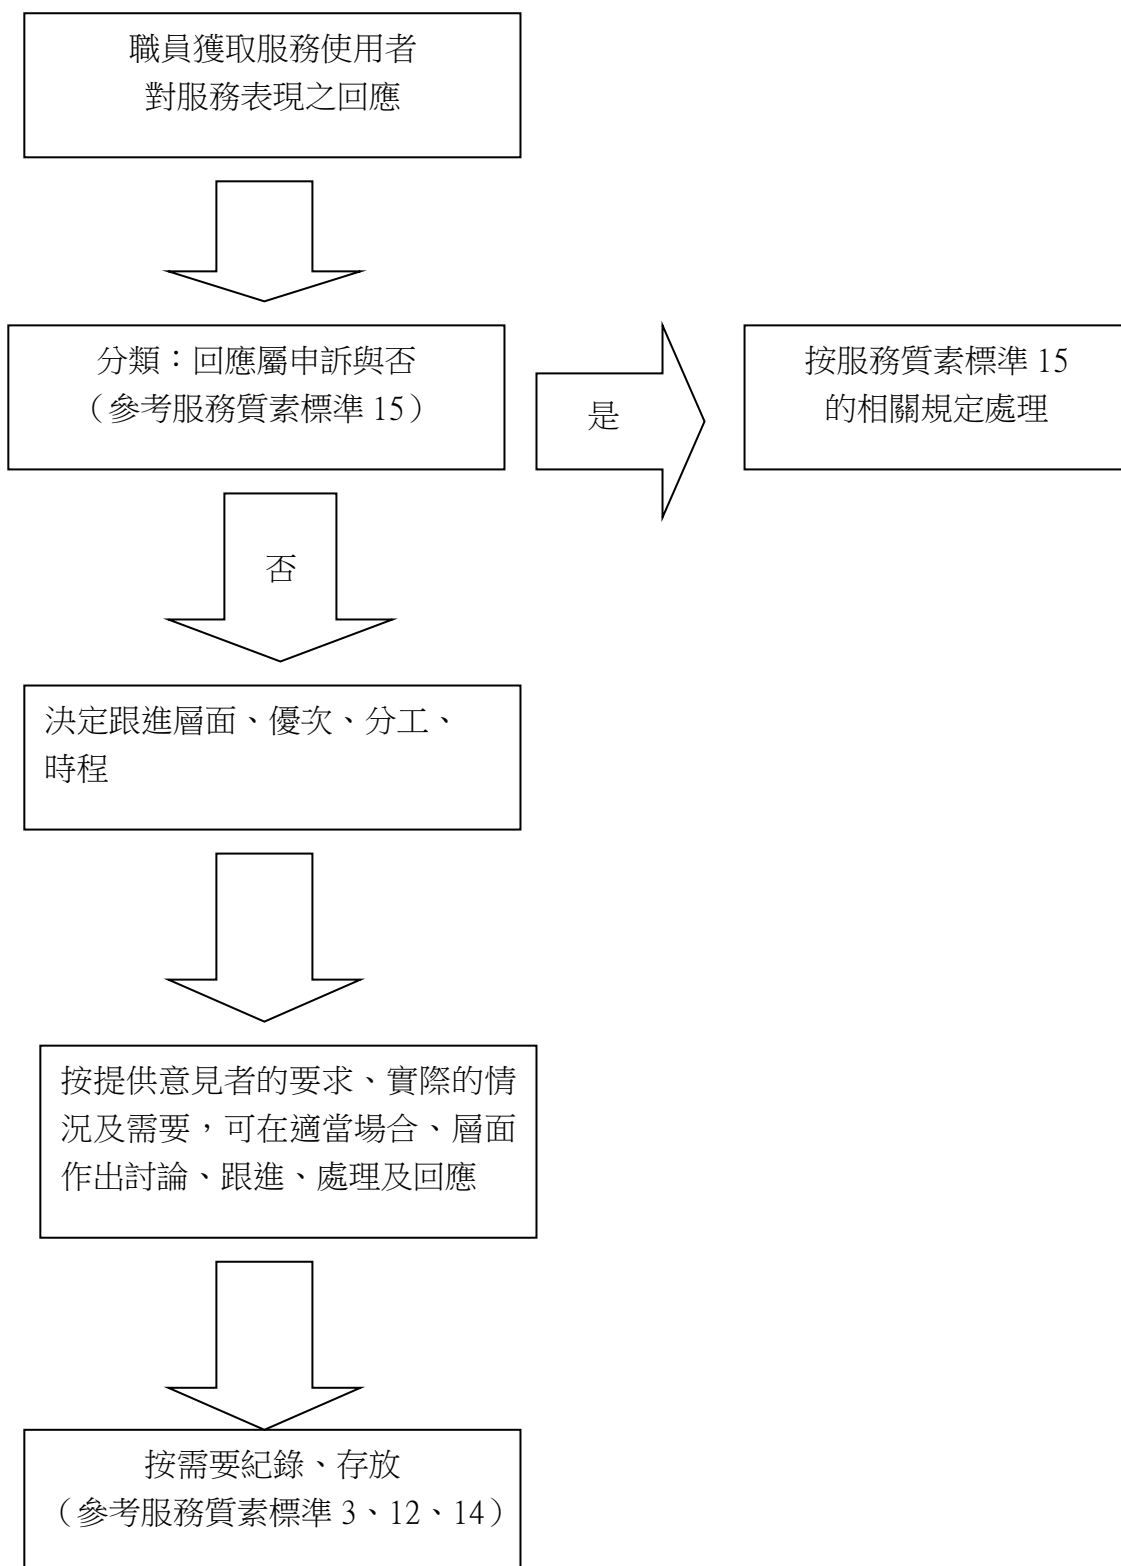 職員獲取服務使用者
對服務表現之回應
分類：回應屬申訴與否
（參考服務質素標準 15）
是
按服務質素標準 15
的相關規定處理
否
決定跟進層面、優次、分工、
時程
按提供意見者的要求、實際的情
況及需要，可在適當場合、層面
作出討論、跟進、處理及回應
按需要紀錄、存放
（參考服務質素標準 3、12、14）